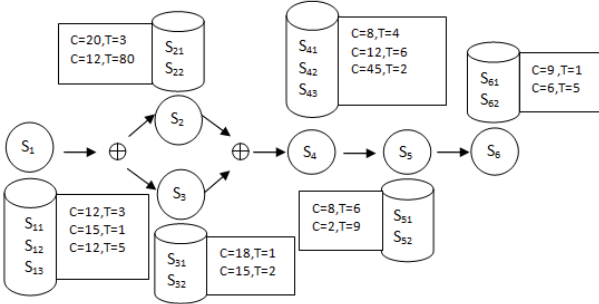 C=20,T=3
C=12,T=80
S21
S22
C=8,T=4
C=12,T=6
C=45,T=2
S41
S42
S43
C=9 ,T=1
C=6,T=5
S61
S62
S1
S2
S3
S4
S5
S6
S11
S12
S13
C=12,T=3
C=15,T=1
C=12,T=5
S31
S32
C=18,T=1
C=15,T=2
C=8,T=6
C=2,T=9
S51
S52